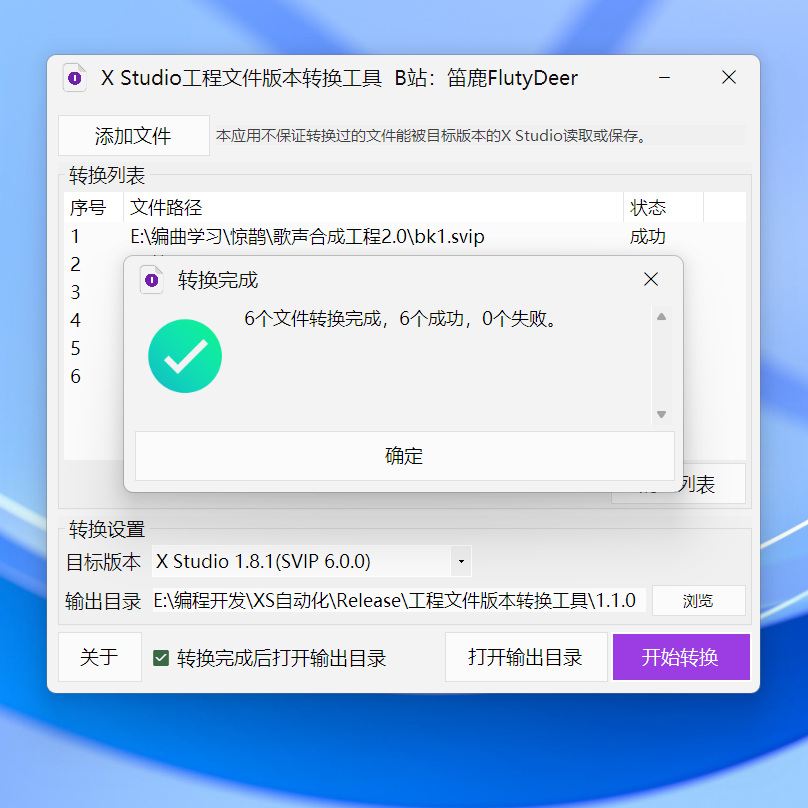 X Studio工程文件版本转换工具 B站：笛鹿FlutyDeer
添加文件
本应用不保证转换过的文件能被目标版本的X Studio读取或保存。
转换列表
序号 文件路径 状态
1 E:\编曲学习\惊鹊\歌声合成工程2.0\bk1.svip 成功
2
3
4
5
6
转换完成
6个文件转换完成，6个成功，0个失败。
确定
列表
转换设置
目标版本 X Studio 1.8.1(SVIP 6.0.0)
输出目录 E:\编程开发\XS自动化\Release\工程文件版本转换工具\1.1.0 浏览
关于 转换完成后打开输出目录 打开输出目录 开始转换